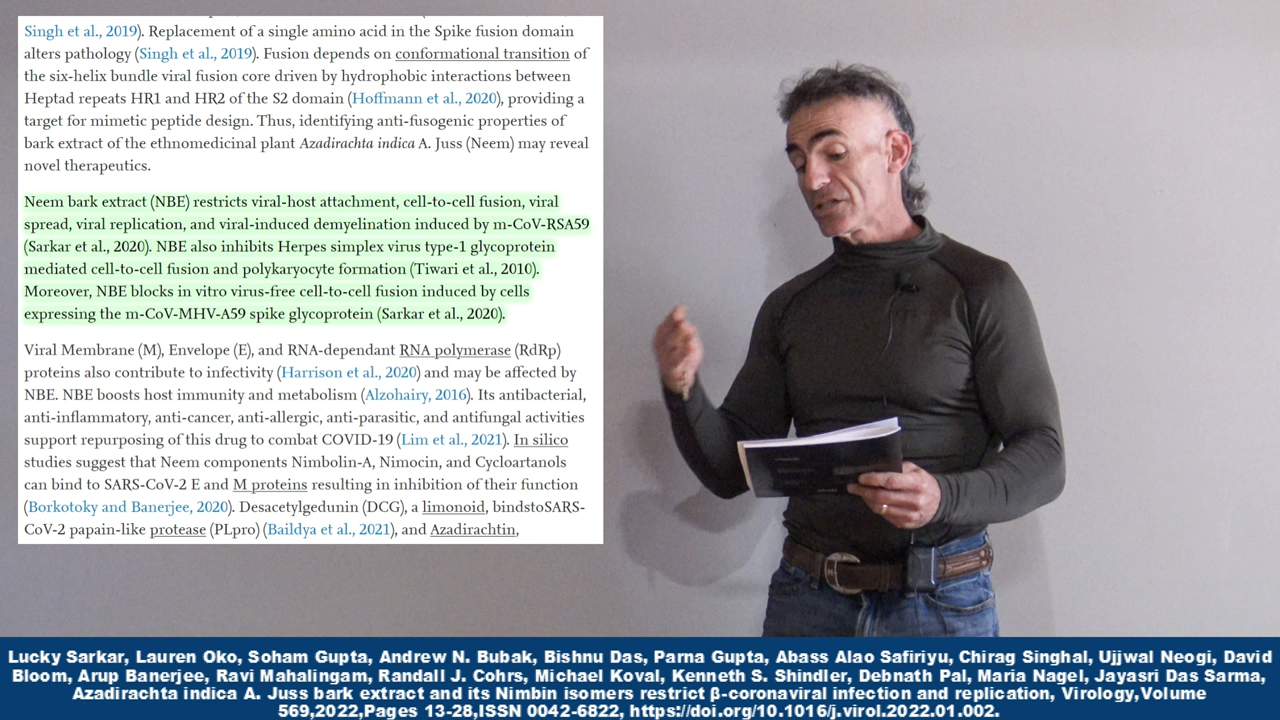 Singh et al., 2019). Replacement of a single amino acid in the Spike fusion domain
alters pathology (Singh et al., 2019). Fusion depends on conformational transition of
the six-helix bundle viral fusion core driven by hydrophobic interactions between
Heptad repeats HR1 and HR2 of the S2 domain (Hoffmann et al., 2020), providing a
target for mimetic peptide design. Thus, identifying anti-fusogenic properties of
bark extract of the ethnomedicinal plant Azadirachta indica A. Juss (Neem) may reveal
novel therapeutics.
Neem bark extract (NBE) restricts viral-host attachment, cell-to-cell fusion, viral
spread, viral replication, and viral-induced demyelination induced by m-CoV-RSA59
(Sarkar et al., 2020). NBE also inhibits Herpes simplex virus type-1 glycoprotein
mediated cell-to-cell fusion and polykaryocyte formation (Tiwari et al., 2010).
Moreover, NBE blocks in vitro virus-free cell-to-cell fusion induced by cells
expressing the m-CoV-MHV-A59 spike glycoprotein (Sarkar et al., 2020).
Viral Membrane (M), Envelope (E), and RNA-dependant RNA polymerase (RdRp)
proteins also contribute to infectivity (Harrison et al., 2020) and may be affected by
NBE. NBE boosts host immunity and metabolism (Alzohairy, 2016). Its antibacterial,
anti-inflammatory, anti-cancer, anti-allergic, anti-parasitic, and antifungal activities
support repurposing of this drug to combat COVID-19 (Lim et al., 2021). In silico
studies suggest that Neem components Nimbolin-A, Nimocin, and Cycloartanols
can bind to SARS-CoV-2 E and M proteins resulting in inhibition of their function
(Borkotoky and Banerjee, 2020). Desacetylgedunin (DCG), a limonoid, bindstoSARS-
CoV-2 papain-like protease (PLpro) (Baildya et al., 2021), and Azadirachtin,
Lucky Sarkar, Lauren Oko, Soham Gupta, Andrew N. Bubak, Bishnu Das, Parna Gupta, Abass Alao Safiriyu, Chirag Singhal, Ujjwal Neogi, David
Bloom, Arup Banerjee, Ravi Mahalingam, Randall J. Cohrs, Michael Koval, Kenneth S. Shindler, Debnath Pal, Maria Nagel, Jayasri Das Sarma,
Azadirachta indica A. Juss bark extract and its Nimbin isomers restrict β-coronaviral infection and replication, Virology,Volume
569,2022,Pages 13-28,ISSN 0042-6822, https://doi.org/10.1016/j.virol.2022.01.002.